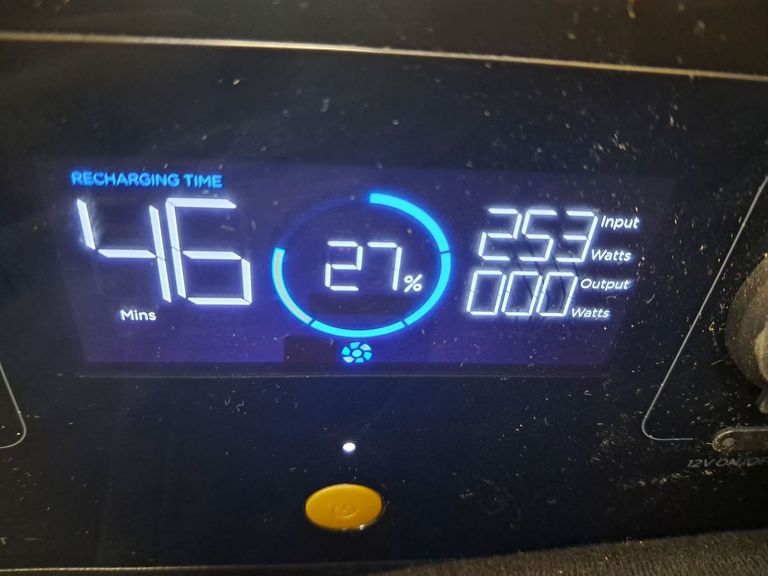 RECHARGING TIME
46
Mins
27%
253 Input
Watts
000 Output
Watts
12V ON/OFF